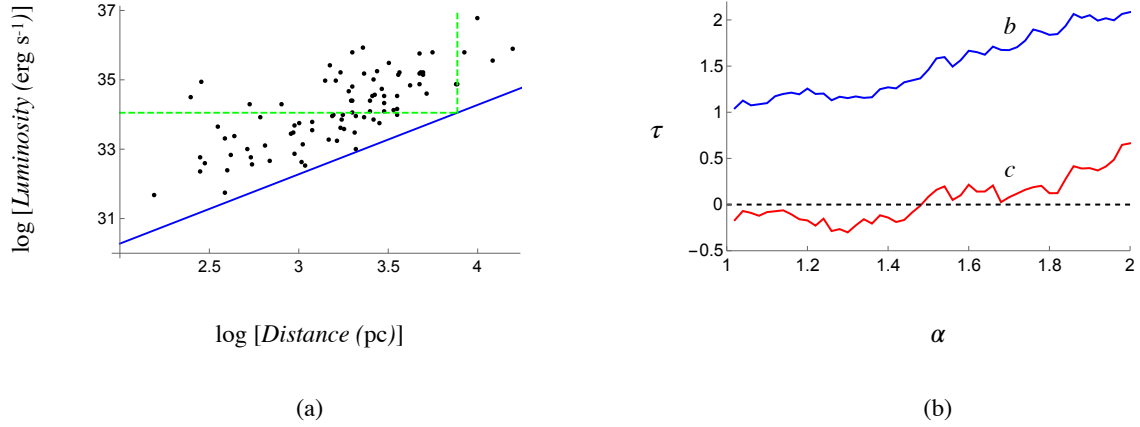 log [Luminosity (erg s⁻¹)]
37
35
33
31
2.5 3 3.5 4
log [Distance (pc)]
(a)
τ
2
1.5
1
0.5
0
−0.5
b
c
1 1.2 1.4 1.6 1.8 2
α
(b)